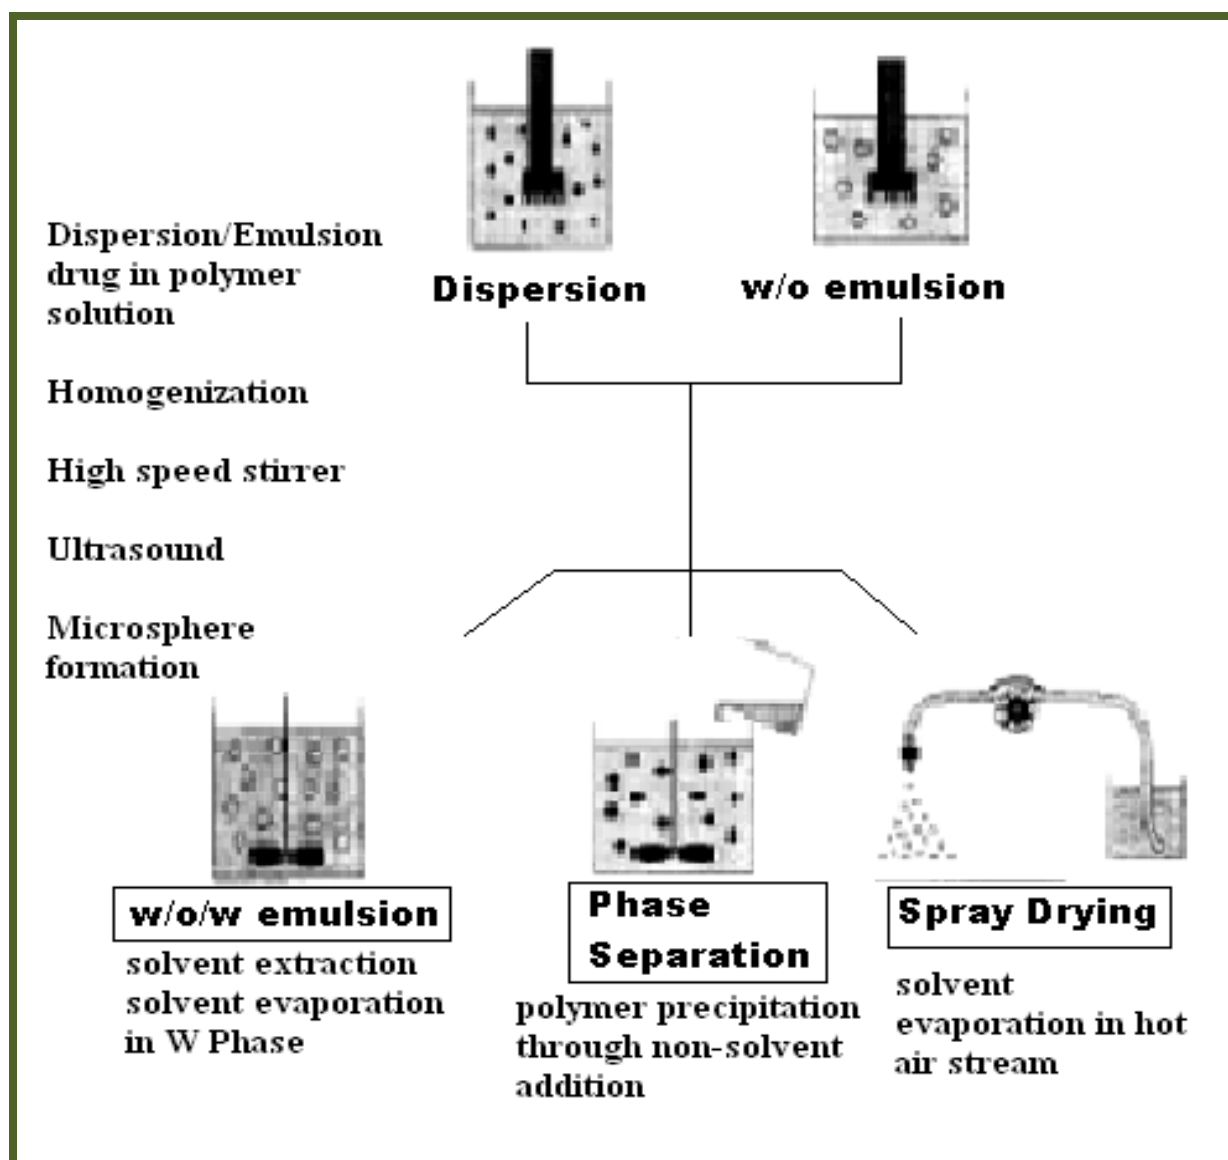 Dispersion/Emulsion
drug in polymer
solution
Homogenization
High speed stirrer
Ultrasound
Microsphere
formation
Dispersion
w/o emulsion
w/o/w emulsion
solvent extraction
solvent evaporation
in W Phase
Phase
Separation
polymer precipitation
through non-solvent
addition
Spray Drying
solvent
evaporation in hot
air stream